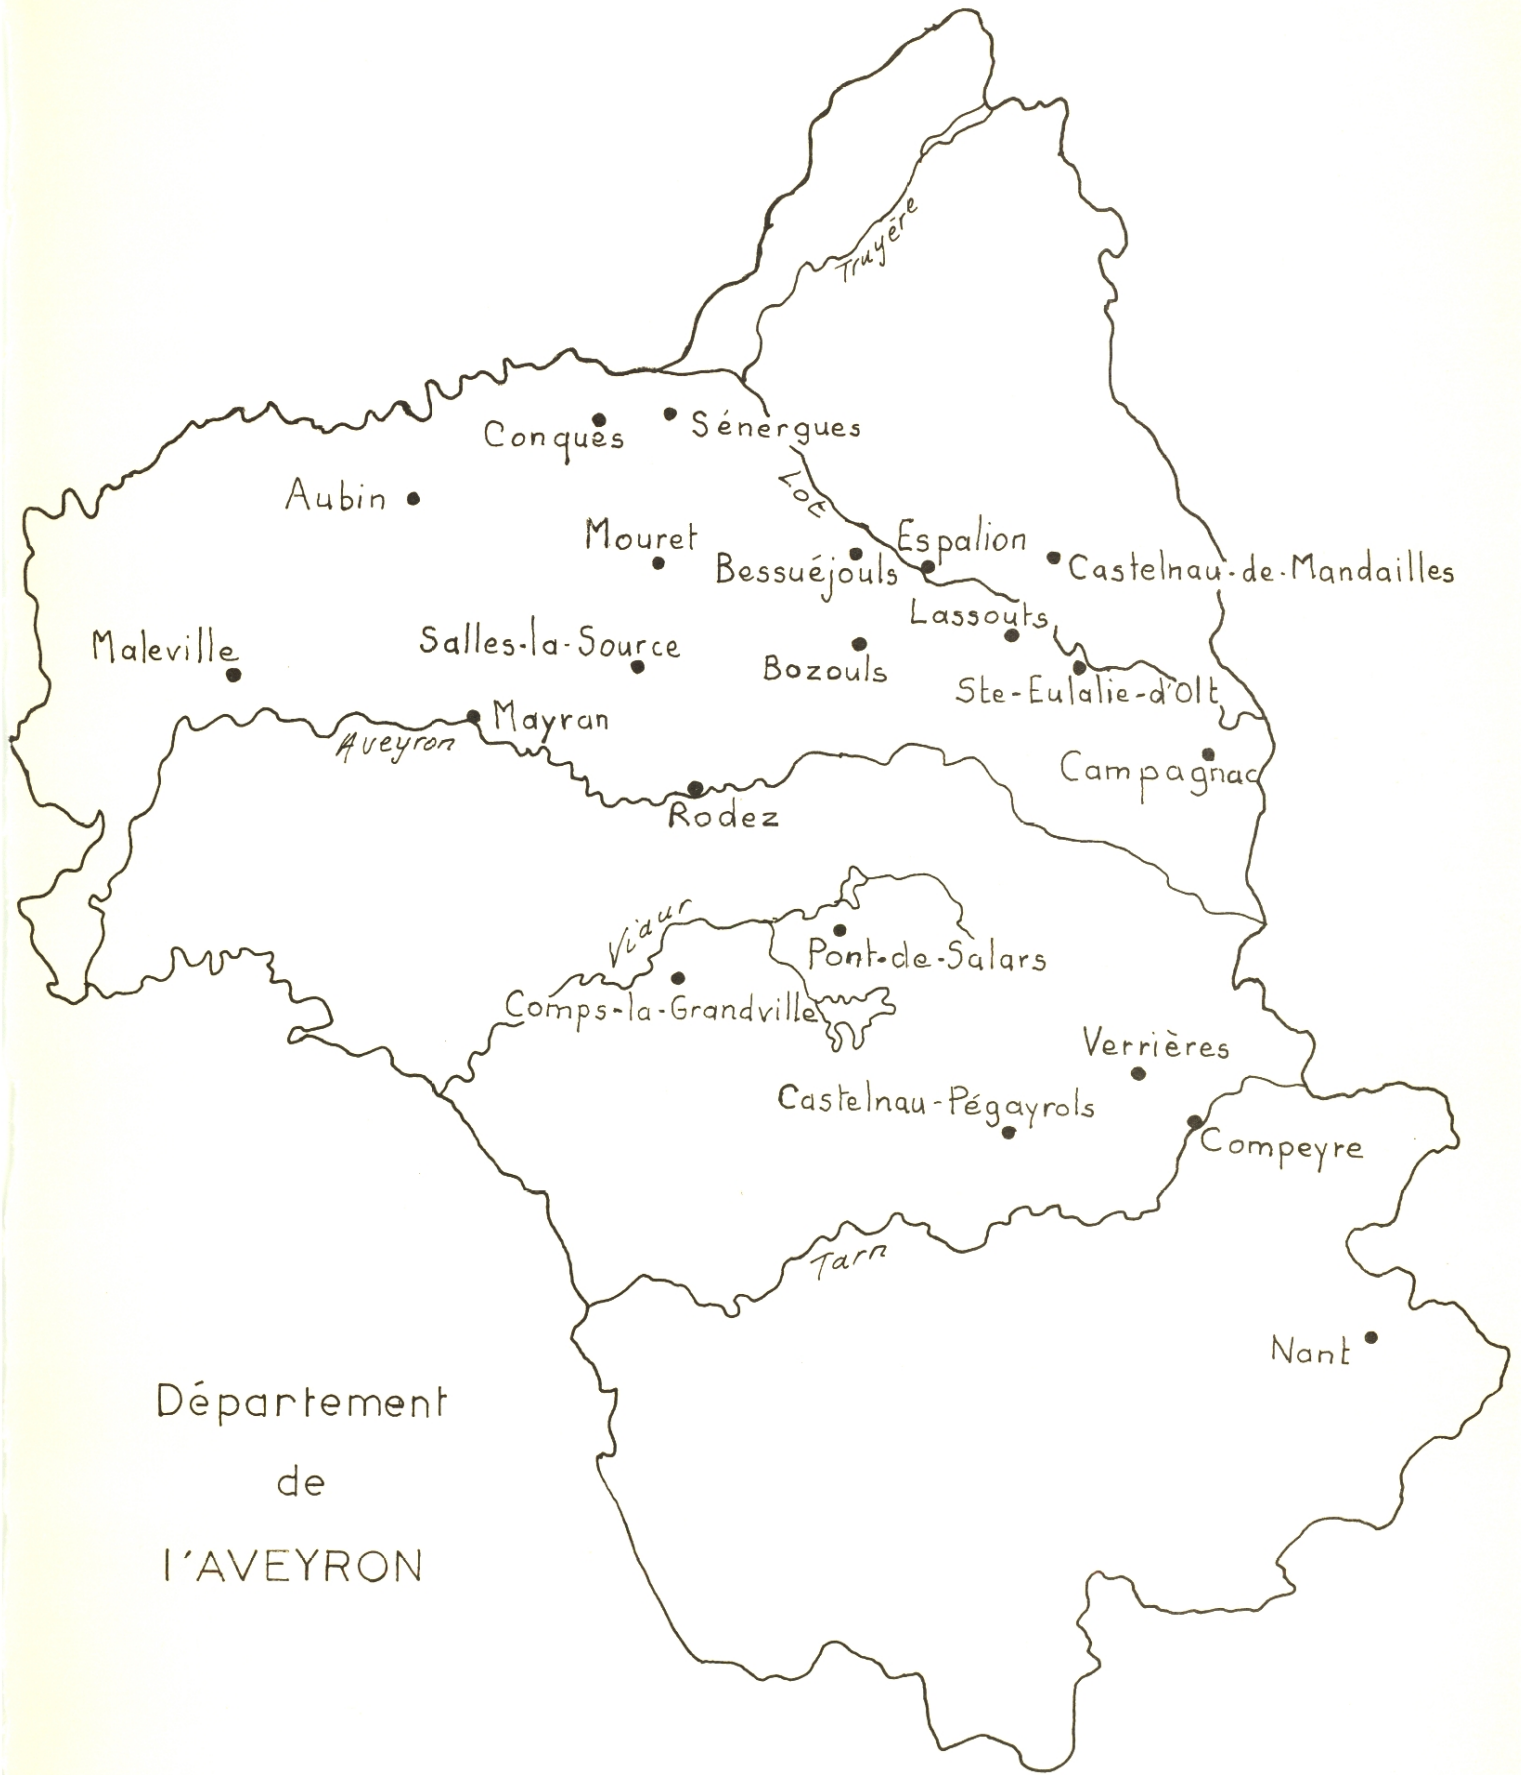 Truyére
Conques
Sénergues
Aubin
Lot
Mouret
Espalion
Bessuéjouls
Castelnau-de-Mandailles
Lassouts
Maleville
Salles-la-Source
Bozouls
Ste-Eulalie-d'Olt
Mayran
Aveyron
Campagnac
Rodez
Viaur
Pont-de-Salars
Comps-la-Grandville
Verrières
Castelnau-Pégayrols
Compeyre
Tarn
Nant
Département
de
l'AVEYRON